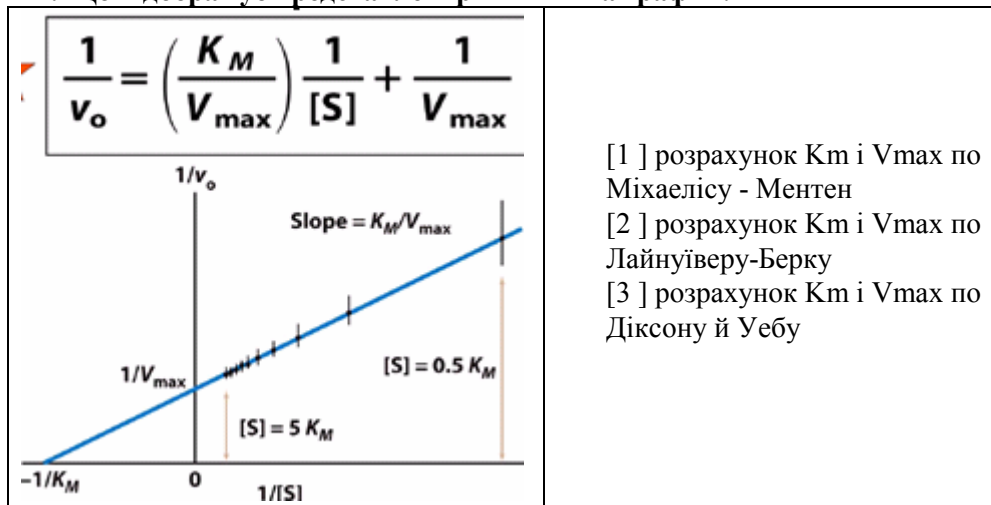 1/v₀ = (K_M/V_max) 1/[S] + 1/V_max
1/v₀
Slope = K_M/V_max
1/V_max
[S] = 0.5 K_M
[S] = 5 K_M
−1/K_M
0
1/[S]
[1 ] розрахунок Km і Vmax по
Міхаелісу - Ментен
[2 ] розрахунок Km і Vmax по
Лайнуїверу-Берку
[3 ] розрахунок Km і Vmax по
Діксону й Уебу